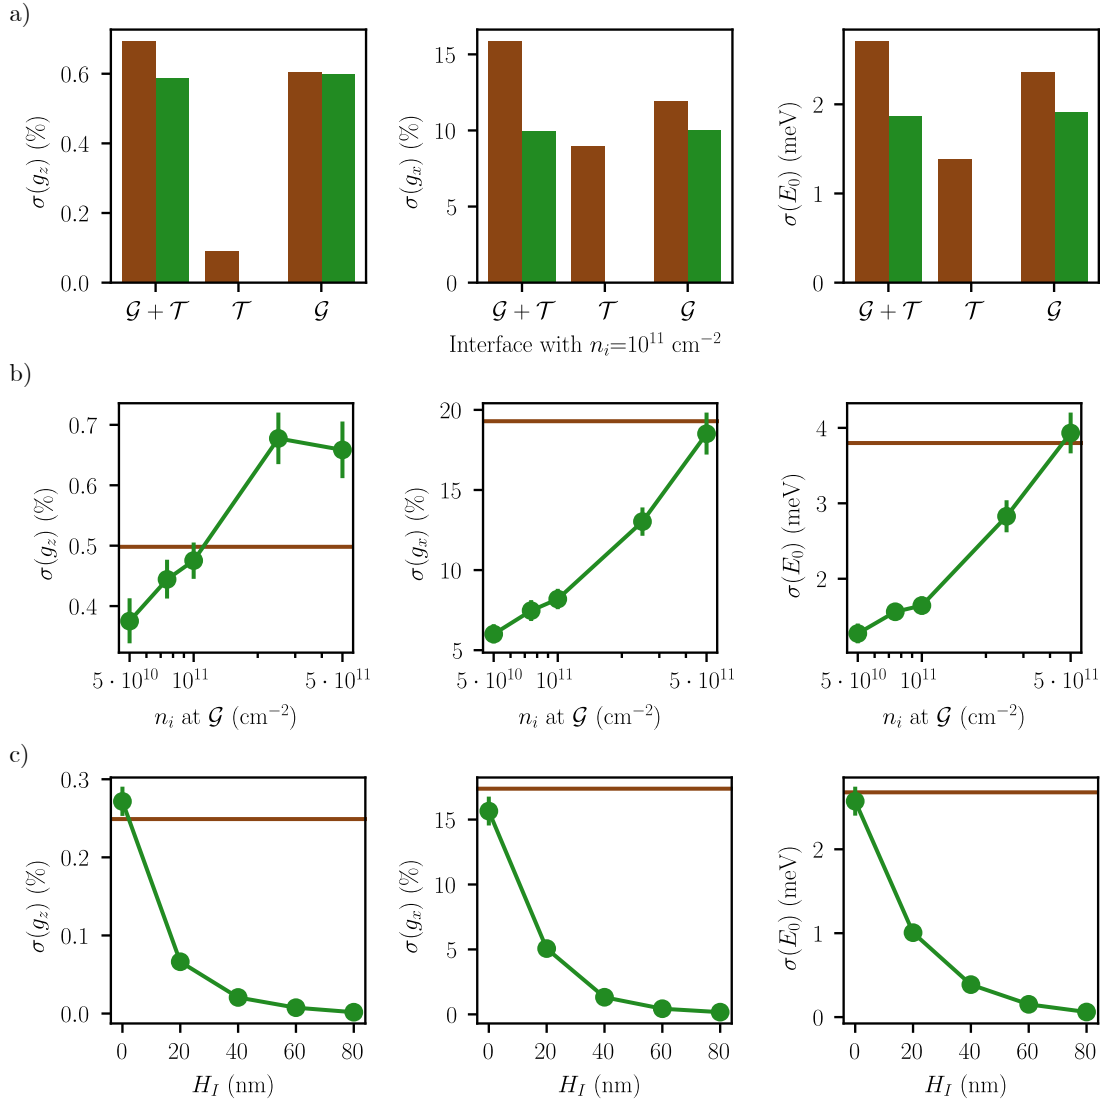 a)
σ(g_z) (%)
0.6
0.4
0.2
0.0
𝒢 + 𝒯
𝒯
𝒢
σ(g_x) (%)
15
10
5
0
𝒢 + 𝒯
𝒯
𝒢
σ(E_0) (meV)
2
1
0
𝒢 + 𝒯
𝒯
𝒢
Interface with n_i=10^11 cm^−2
b)
σ(g_z) (%)
0.7
0.6
0.5
0.4
5 · 10^10
10^11
5 · 10^11
n_i at 𝒢 (cm^−2)
σ(g_x) (%)
20
15
10
5
5 · 10^10
10^11
5 · 10^11
n_i at 𝒢 (cm^−2)
σ(E_0) (meV)
4
3
2
5 · 10^10
10^11
5 · 10^11
n_i at 𝒢 (cm^−2)
c)
σ(g_z) (%)
0.3
0.2
0.1
0.0
0 20 40 60 80
H_I (nm)
σ(g_x) (%)
15
10
5
0
0 20 40 60 80
H_I (nm)
σ(E_0) (meV)
2
1
0
0 20 40 60 80
H_I (nm)